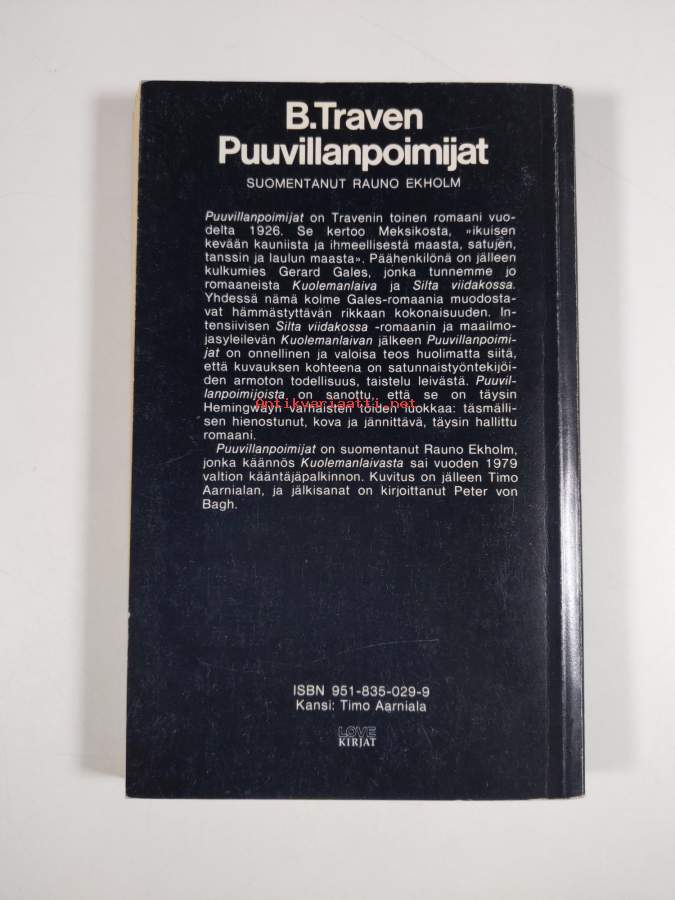 B.Traven
Puuvillanpoimijat
SUOMENTANUT RAUNO EKHOLM
Puuvillanpoimijat on Travenin toinen romaani vuo-
delta 1926. Se kertoo Meksikosta, »ikuisen
kevään kauniista ja ihmeellisestä maasta, satujen,
tanssin ja laulun maasta». Päähenkilönä on jälleen
kulkumies Gerard Gales, jonka tunnemme jo
romaaneista Kuolemanlaiva ja Silta viidakossa.
Yhdessä nämä kolme Gales-romaania muodosta-
vat hämmästyttävän rikkaan kokonaisuuden. In-
tensiivisen Silta viidakossa -romaanin ja maailmo-
jasyleilevän Kuolemanlaivan jälkeen Puuvillanpoimi-
jat on onnellinen ja valoisa teos huolimatta siitä,
että kuvauksen kohteena on satunnaistyöntekijöi-
den armoton todellisuus, taistelu leivästä. Puuvil-
lanpoimijoista on sanottu, että se on täysin
antikvariaatti.net
Hemingwayn varhaisten töiden luokkaa: täsmälli-
sen hienostunut, kova ja jännittävä, täysin hallittu
romaani.
Puuvillanpoimijat on suomentanut Rauno Ekholm,
jonka käännös Kuolemanlaivasta sai vuoden 1979
valtion kääntäjäpalkinnon. Kuvitus on jälleen Timo
Aarnialan, ja jälkisanat on kirjoittanut Peter von
Bagh.
ISBN 951-835-029-9
Kansi: Timo Aarniala
LOVE
KIRJAT